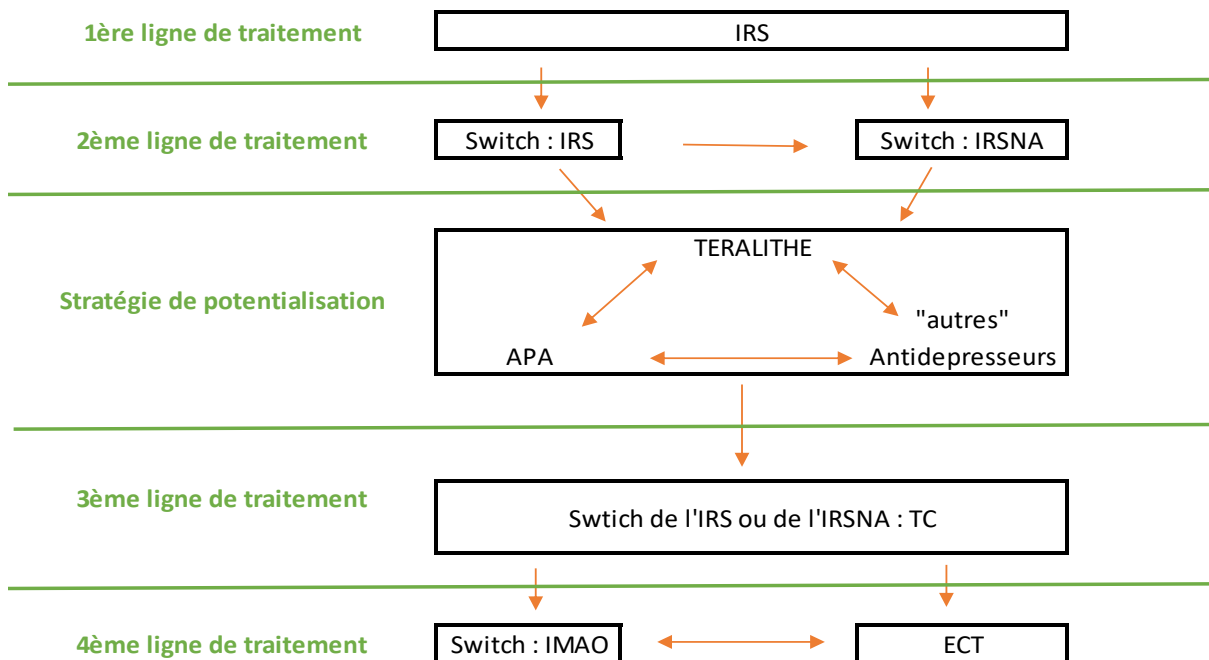 1ère ligne de traitement
IRS
2ème ligne de traitement
Switch : IRS
Switch : IRSNA
Stratégie de potentialisation
TERALITHE
"autres"
APA
Antidepresseurs
3ème ligne de traitement
Swtich de l'IRS ou de l'IRSNA : TC
4ème ligne de traitement
Switch : IMAO
ECT